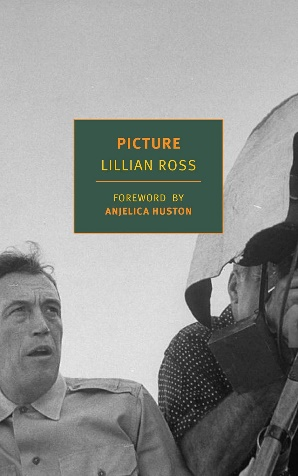 PICTURE
LILLIAN ROSS
FOREWORD BY
ANJELICA HUSTON